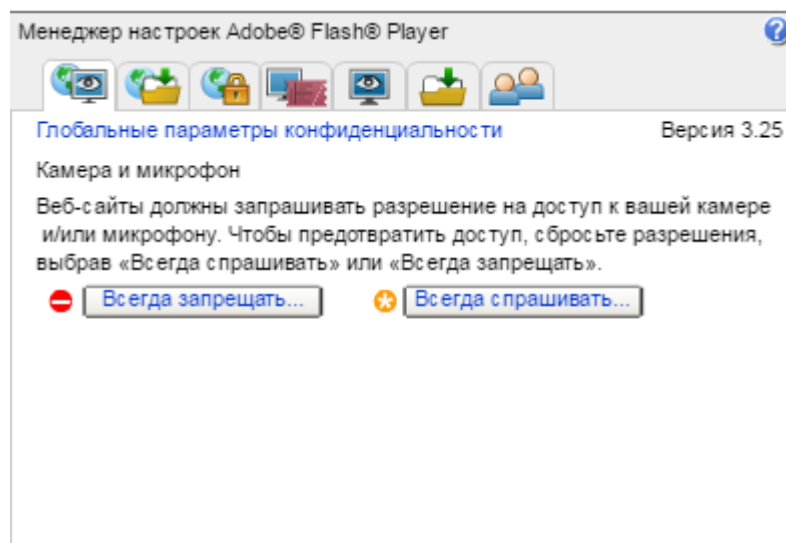 Менеджер настроек Adobe® Flash® Player
Глобальные параметры конфиденциальности Версия 3.25
Камера и микрофон
Веб-сайты должны запрашивать разрешение на доступ к вашей камере
и/или микрофону. Чтобы предотвратить доступ, сбросьте разрешения,
выбрав «Всегда спрашивать» или «Всегда запрещать».
Всегда запрещать... Всегда спрашивать...